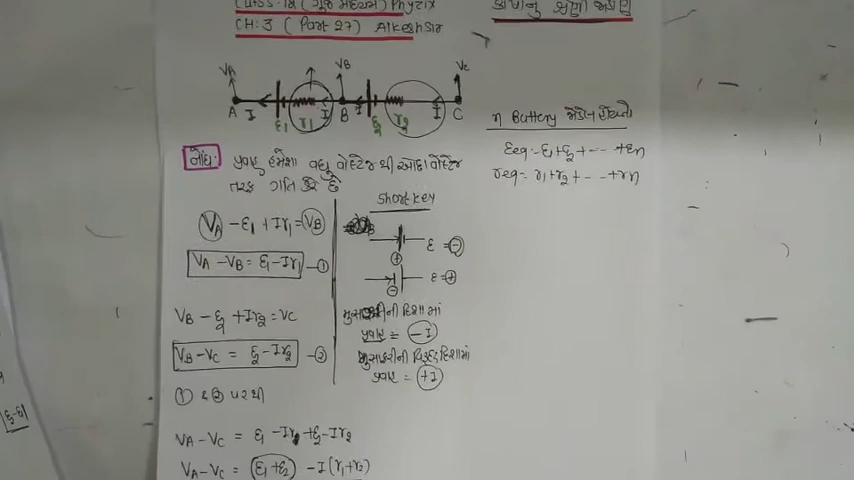 CH:3 (Part 27) Alkeshsir
VA VB VC
A I ε1 r1 I B I ε2 r2 I C
નોંધ: પ્રવાહ હંમેશા વધુ વોલ્ટેજ થી ઓછા વોલ્ટેજ
તરફ ગતિ કરે છે
VA - ε1 + Ir1 = VB
VA - VB = ε1 - Ir1 - ①
VB - ε2 + Ir2 = VC
VB - VC = ε2 - Ir2 - ②
① & ② પરથી
VA - VC = ε1 - Ir1 + ε2 - Ir2
VA - VC = (ε1 + ε2) - I(r1 + r2)
Short key
ε = -
+
ε = +
-
મુસાફરીની દિશામાં
પ્રવાહ = -I
મુસાફરીની વિરુદ્ધ દિશામાં
પ્રવાહ = +I
n Battery જોડેલ હોય તો
εeq = ε1 + ε2 + -- -- + εn
req = r1 + r2 + - -- + rn